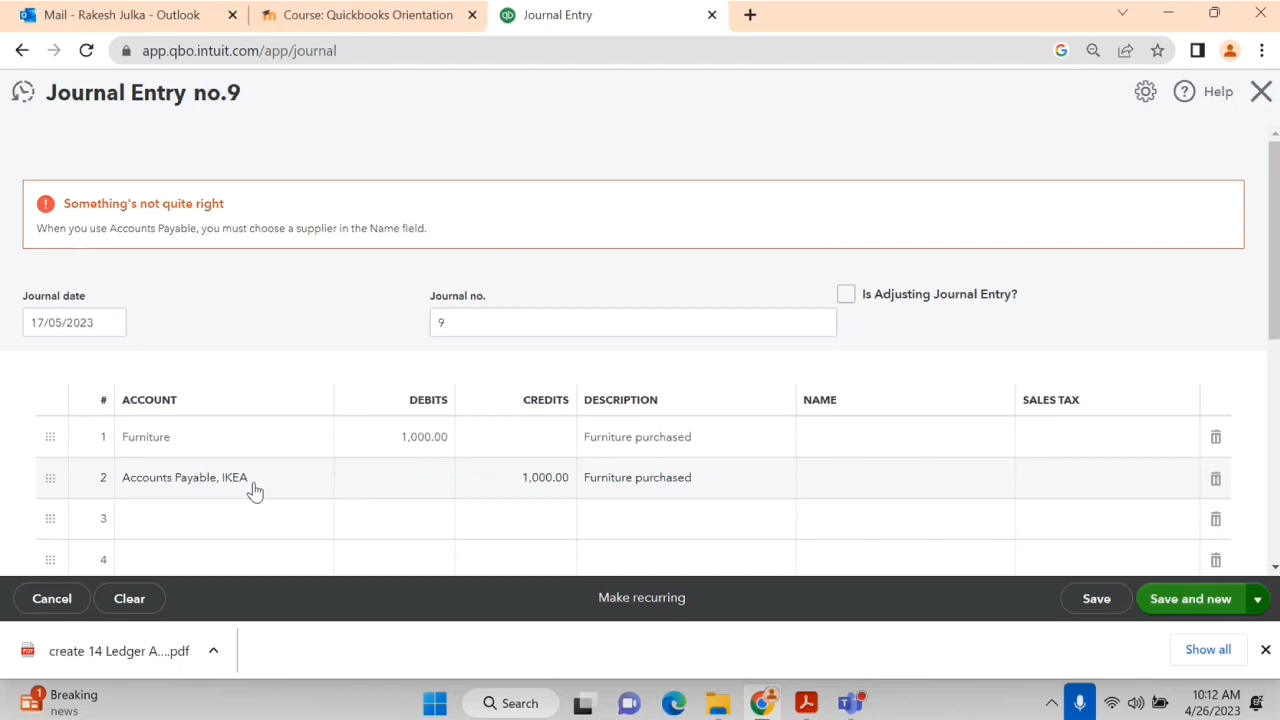 Mail - Rakesh Julka - Outlook
Course: Quickbooks Orientation
qb Journal Entry
app.qbo.intuit.com/app/journal
Journal Entry no.9
Help
Something's not quite right
When you use Accounts Payable, you must choose a supplier in the Name field.
Journal date
Journal no.
Is Adjusting Journal Entry?
17/05/2023
9
# ACCOUNT DEBITS CREDITS DESCRIPTION NAME SALES TAX
1 Furniture 1,000.00 Furniture purchased
2 Accounts Payable, IKEA 1,000.00 Furniture purchased
3
4
Cancel Clear Make recurring Save Save and new
create 14 Ledger A....pdf
Show all
1 Breaking
news
Search
10:12 AM
4/26/2023